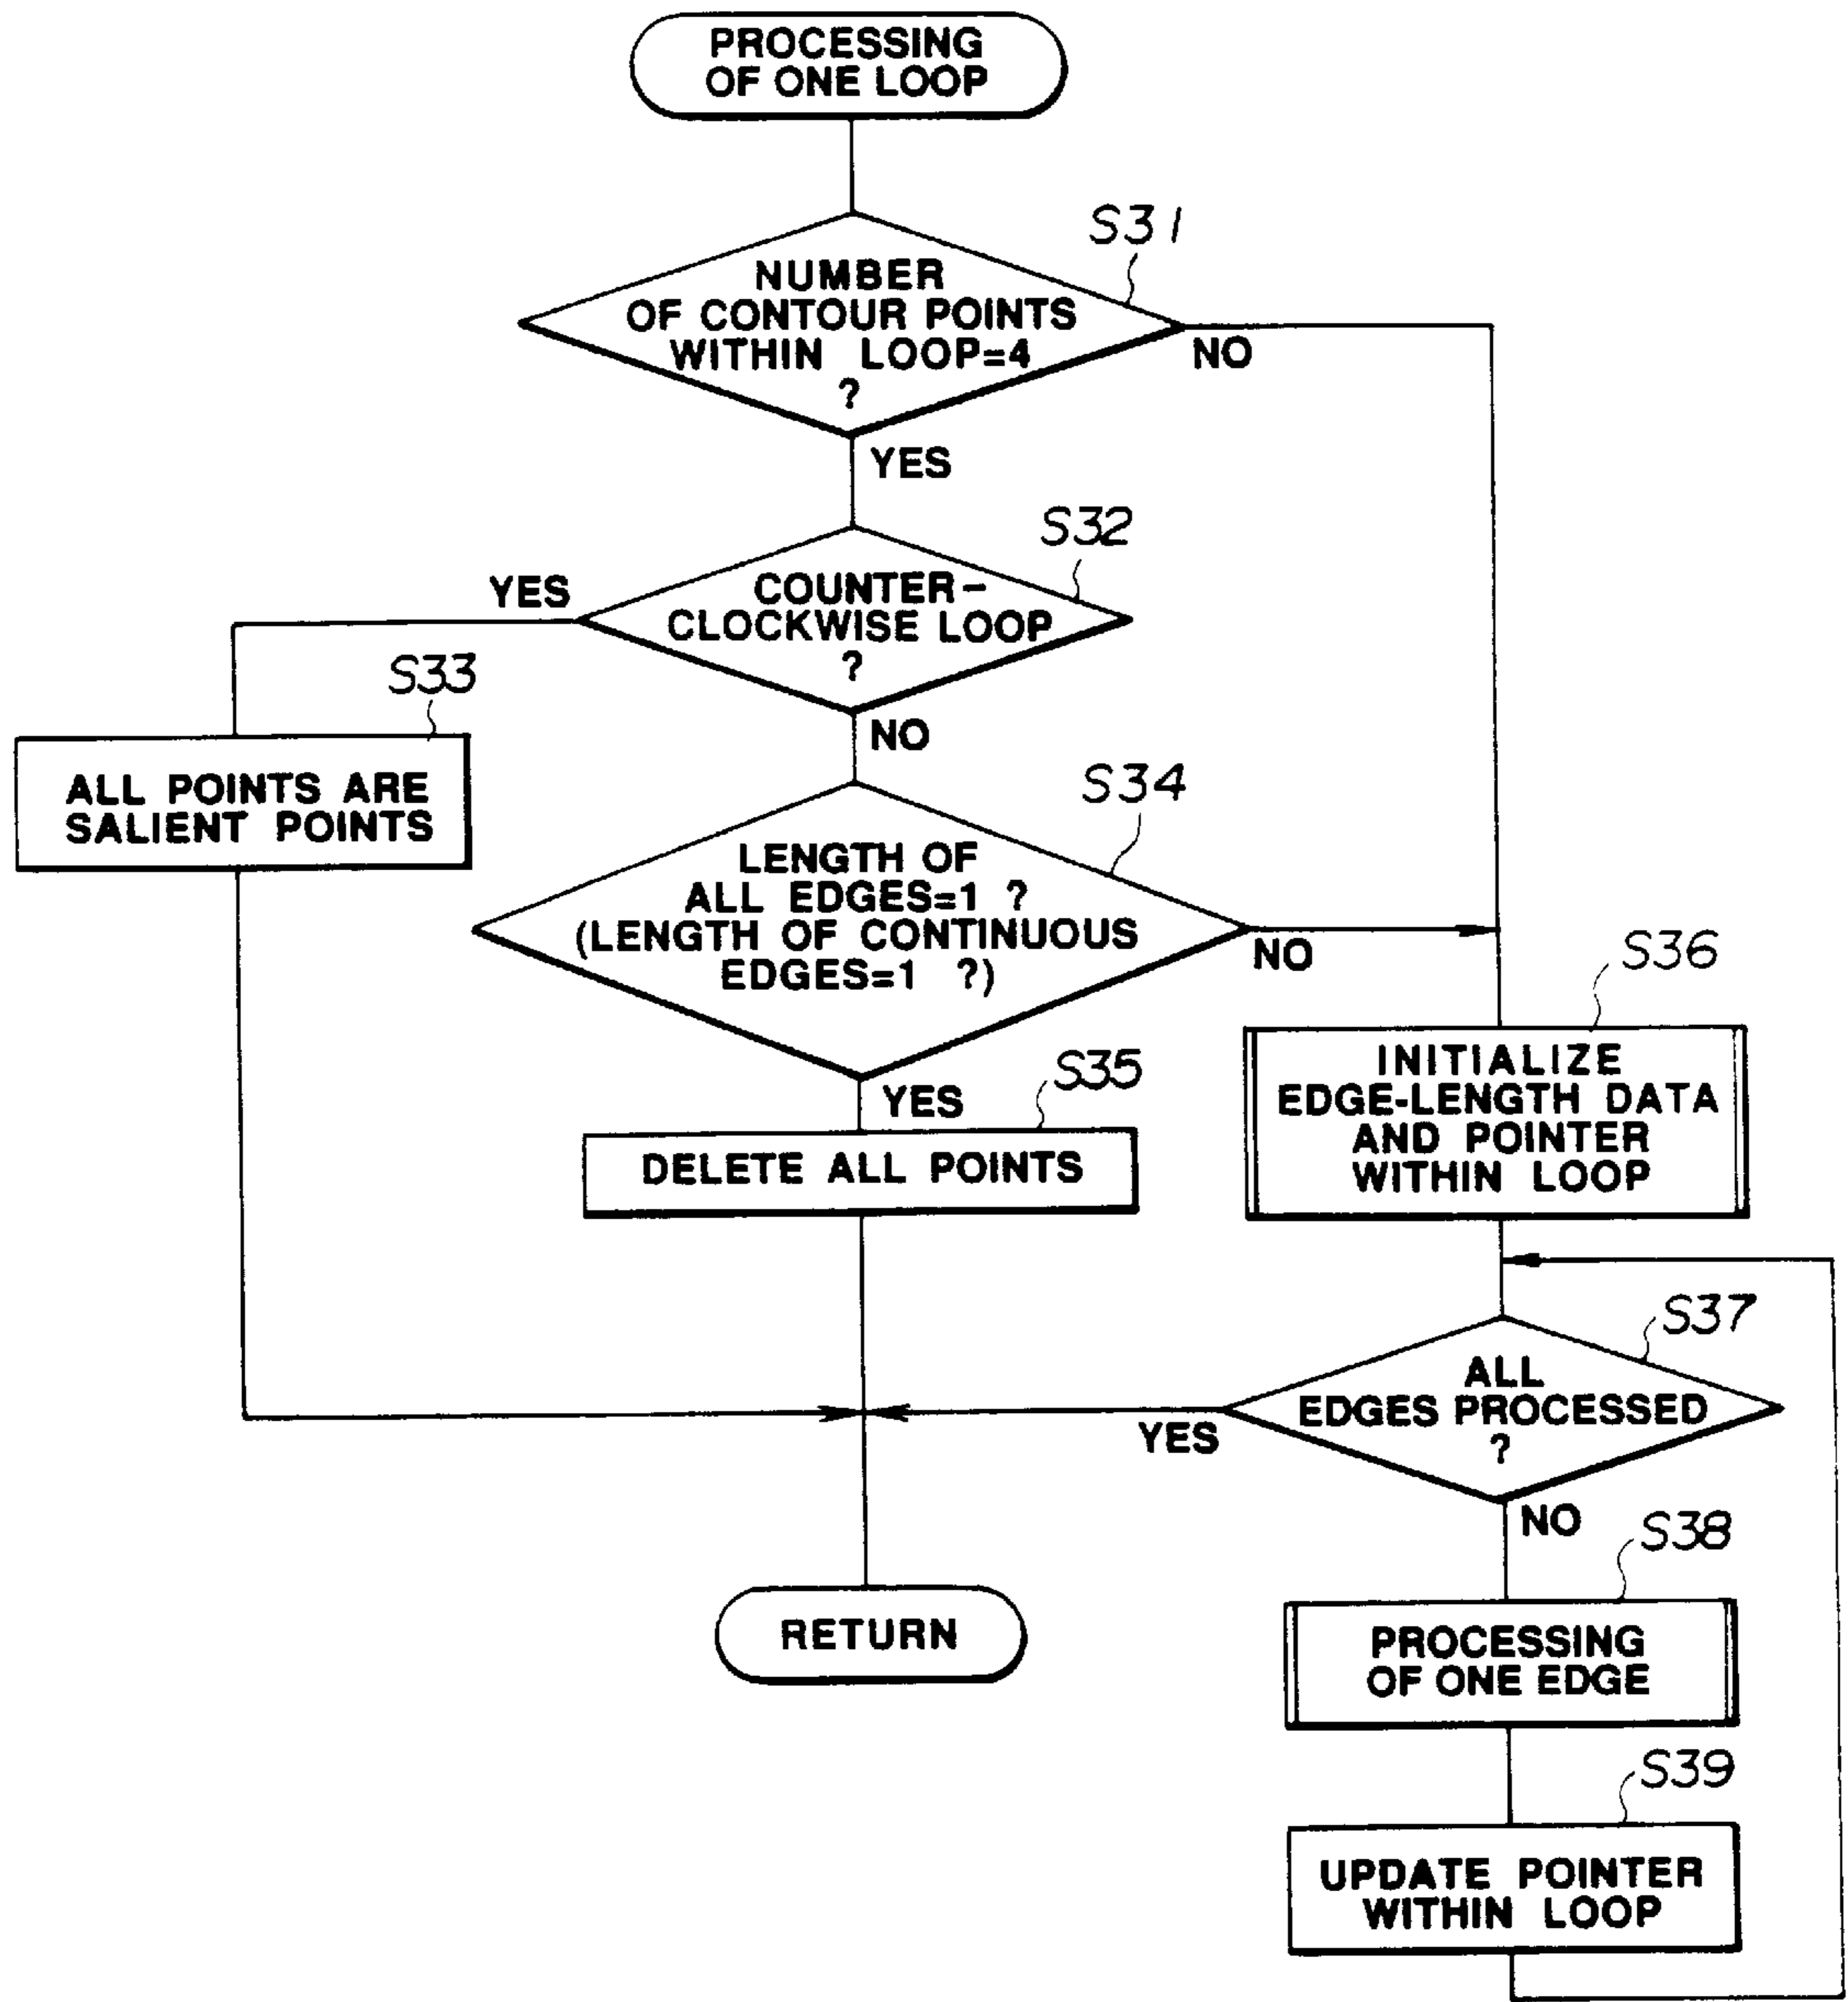 PROCESSING
OF ONE LOOP
S31
NUMBER
OF CONTOUR POINTS
WITHIN LOOP=4
?
NO
YES
S32
COUNTER-
CLOCKWISE LOOP
?
YES
NO
S33
ALL POINTS ARE
SALIENT POINTS
S34
LENGTH OF
ALL EDGES=1 ?
(LENGTH OF CONTINUOUS
EDGES=1 ?)
NO
YES
S35
DELETE ALL POINTS
S36
INITIALIZE
EDGE-LENGTH DATA
AND POINTER
WITHIN LOOP
S37
ALL
EDGES PROCESSED
?
YES
NO
RETURN
S38
PROCESSING
OF ONE EDGE
S39
UPDATE POINTER
WITHIN LOOP